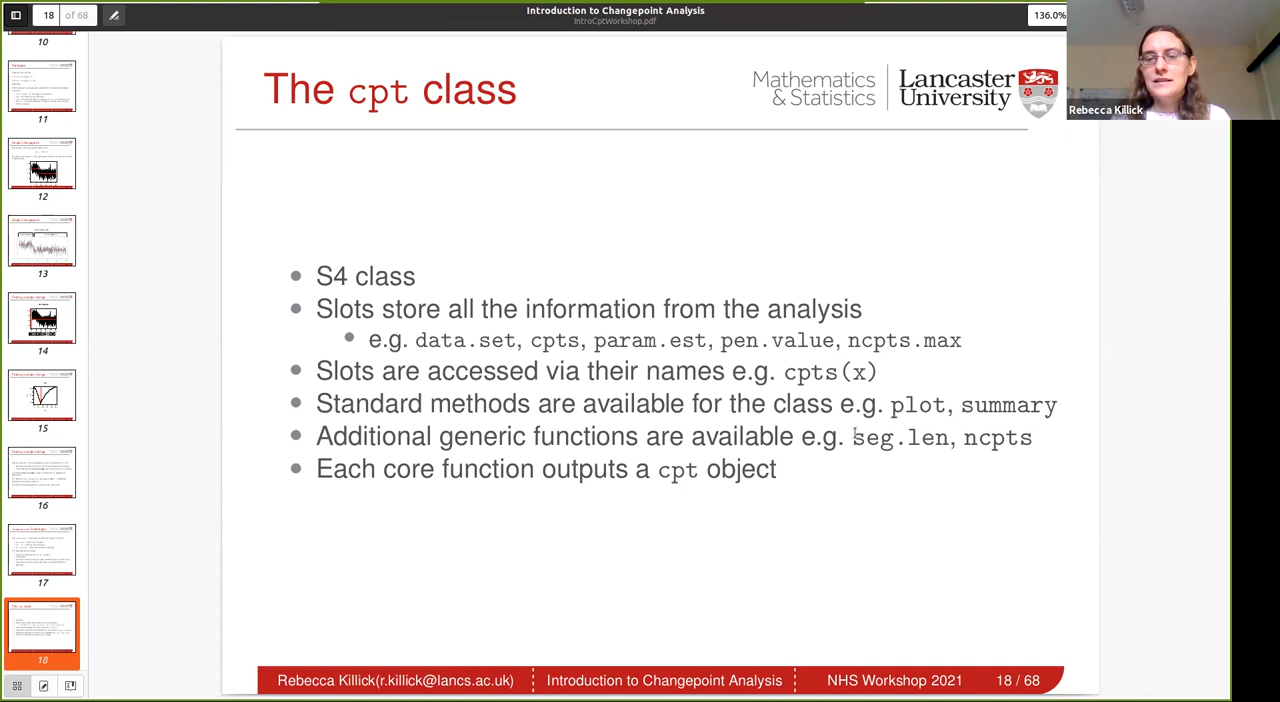 Introduction to Changepoint Analysis
IntroCptWorkshop.pdf
18 of 68
136.0%
Rebecca Killick
10
11
12
13
14
15
16
17
18
The cpt class
Mathematics & Statistics
Lancaster University
S4 class
Slots store all the information from the analysis
e.g. data.set, cpts, param.est, pen.value, ncpts.max
Slots are accessed via their names e.g. cpts(x)
Standard methods are available for the class e.g. plot, summary
Additional generic functions are available e.g. seg.len, ncpts
Each core function outputs a cpt object
Rebecca Killick(r.killick@lancs.ac.uk) Introduction to Changepoint Analysis NHS Workshop 2021 18 / 68